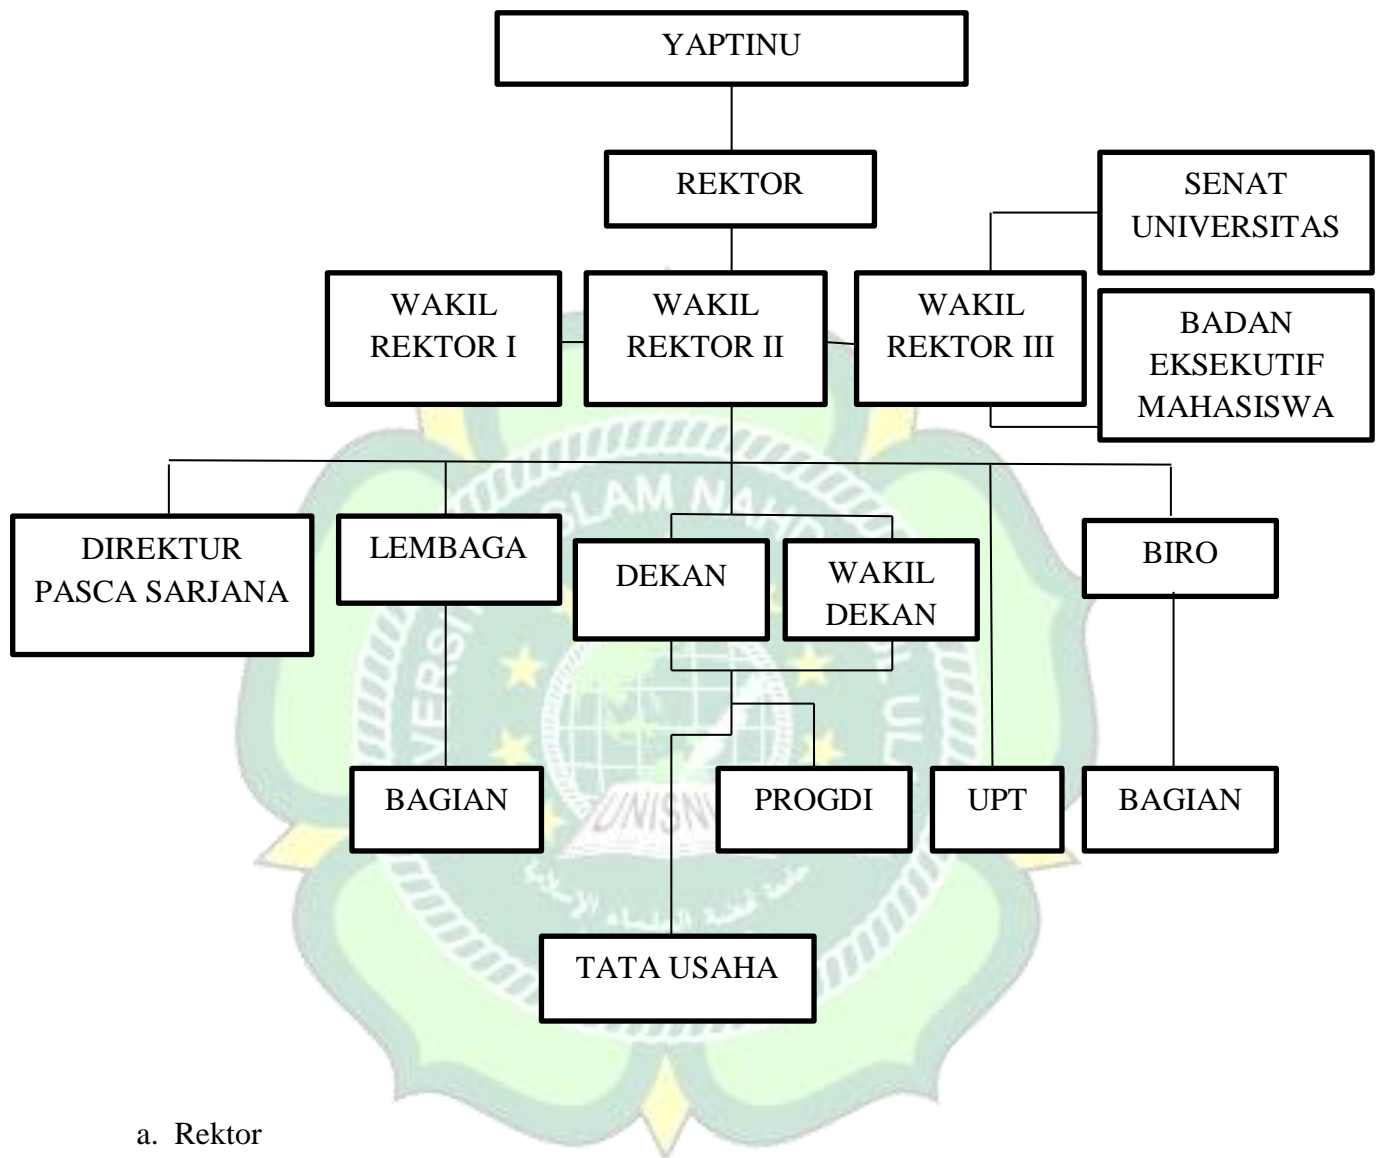 YAPTINU
REKTOR
SENAT
UNIVERSITAS
WAKIL
REKTOR I
WAKIL
REKTOR II
WAKIL
REKTOR III
BADAN
EKSEKUTIF
MAHASISWA
DIREKTUR
PASCA SARJANA
LEMBAGA
DEKAN
WAKIL
DEKAN
BIRO
BAGIAN
PROGDI
UPT
BAGIAN
TATA USAHA
a. Rektor